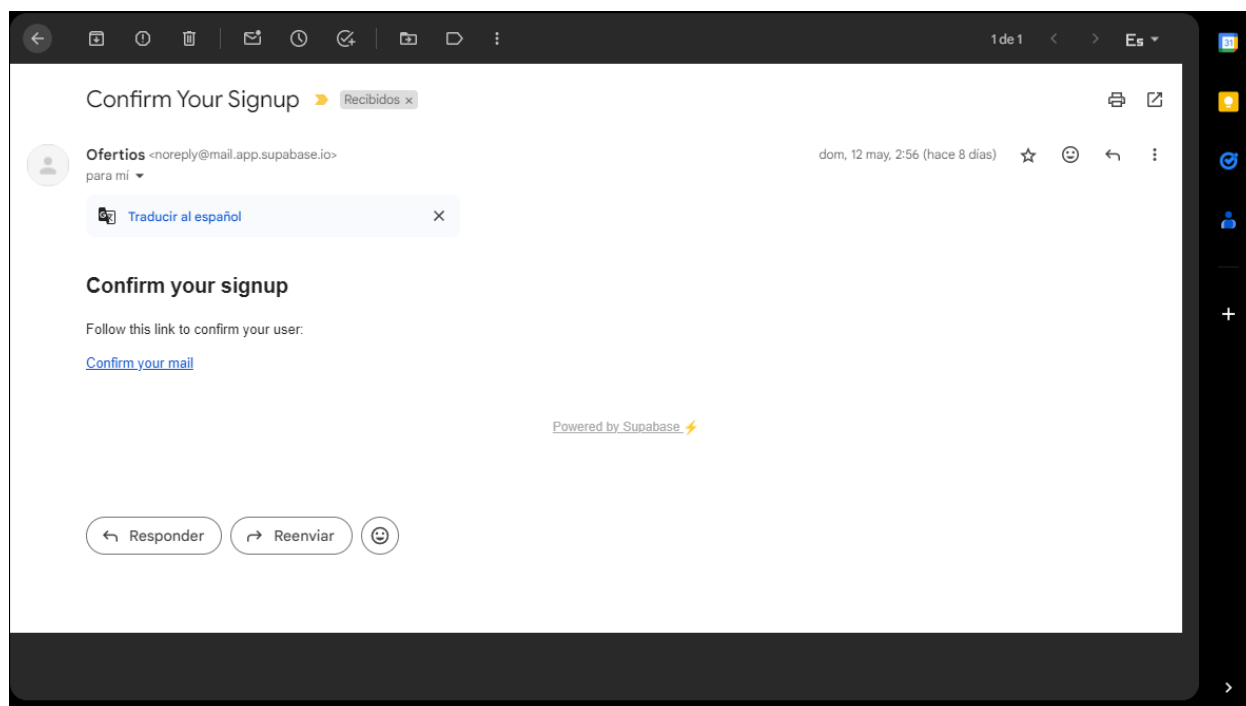 1 de 1
Es
31
Confirm Your Signup
Recibidos ×
Ofertios <noreply@mail.app.supabase.io>
dom, 12 may, 2:56 (hace 8 días)
para mí
Traducir al español
Confirm your signup
Follow this link to confirm your user:
Confirm your mail
Powered by Supabase ⚡
Responder
Reenviar